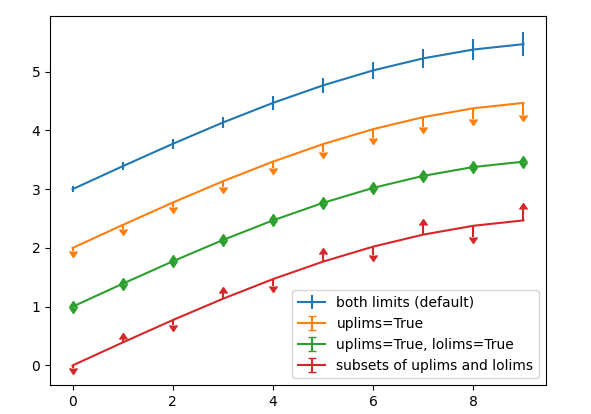 5
4
3
2
1
0
both limits (default)
uplims=True
uplims=True, lolims=True
subsets of uplims and lolims
0 2 4 6 8